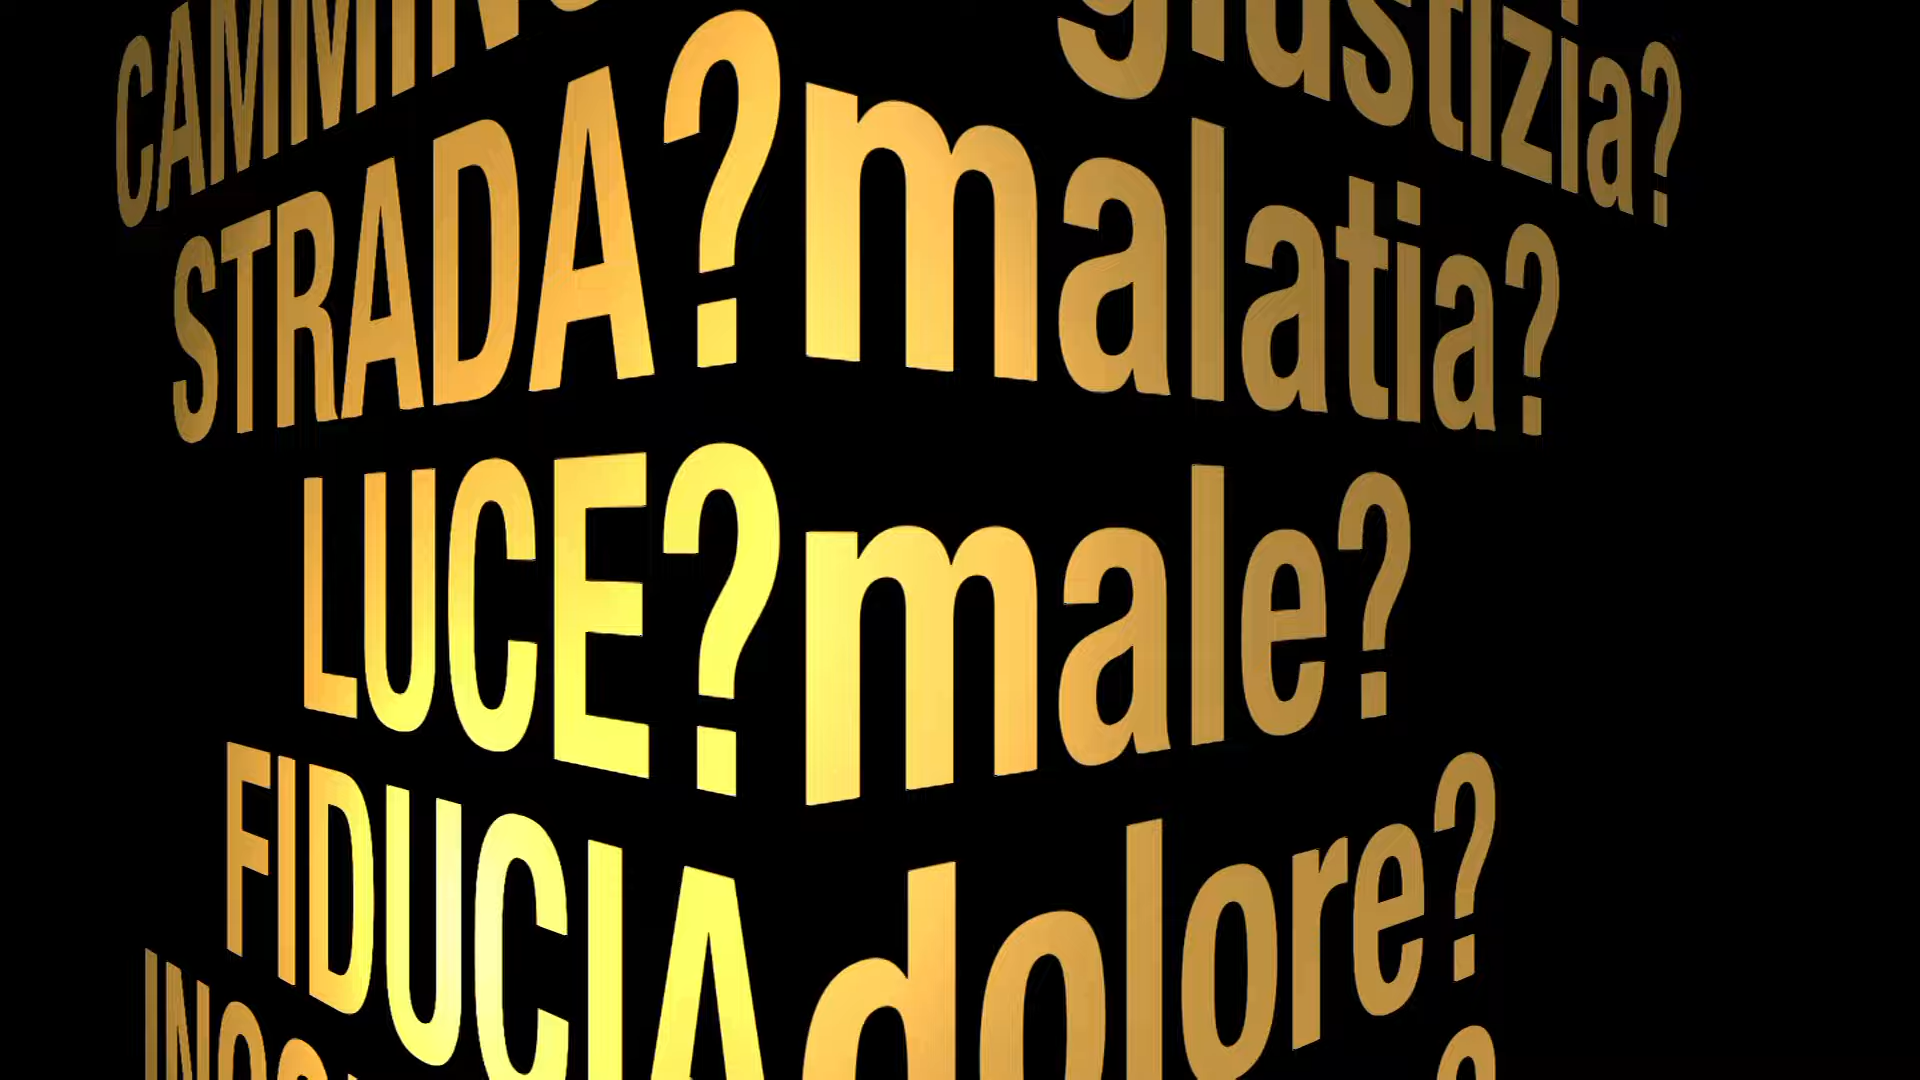 giustizia?
STRADA? malatia?
LUCE? male?
FIDUCIA dolore?